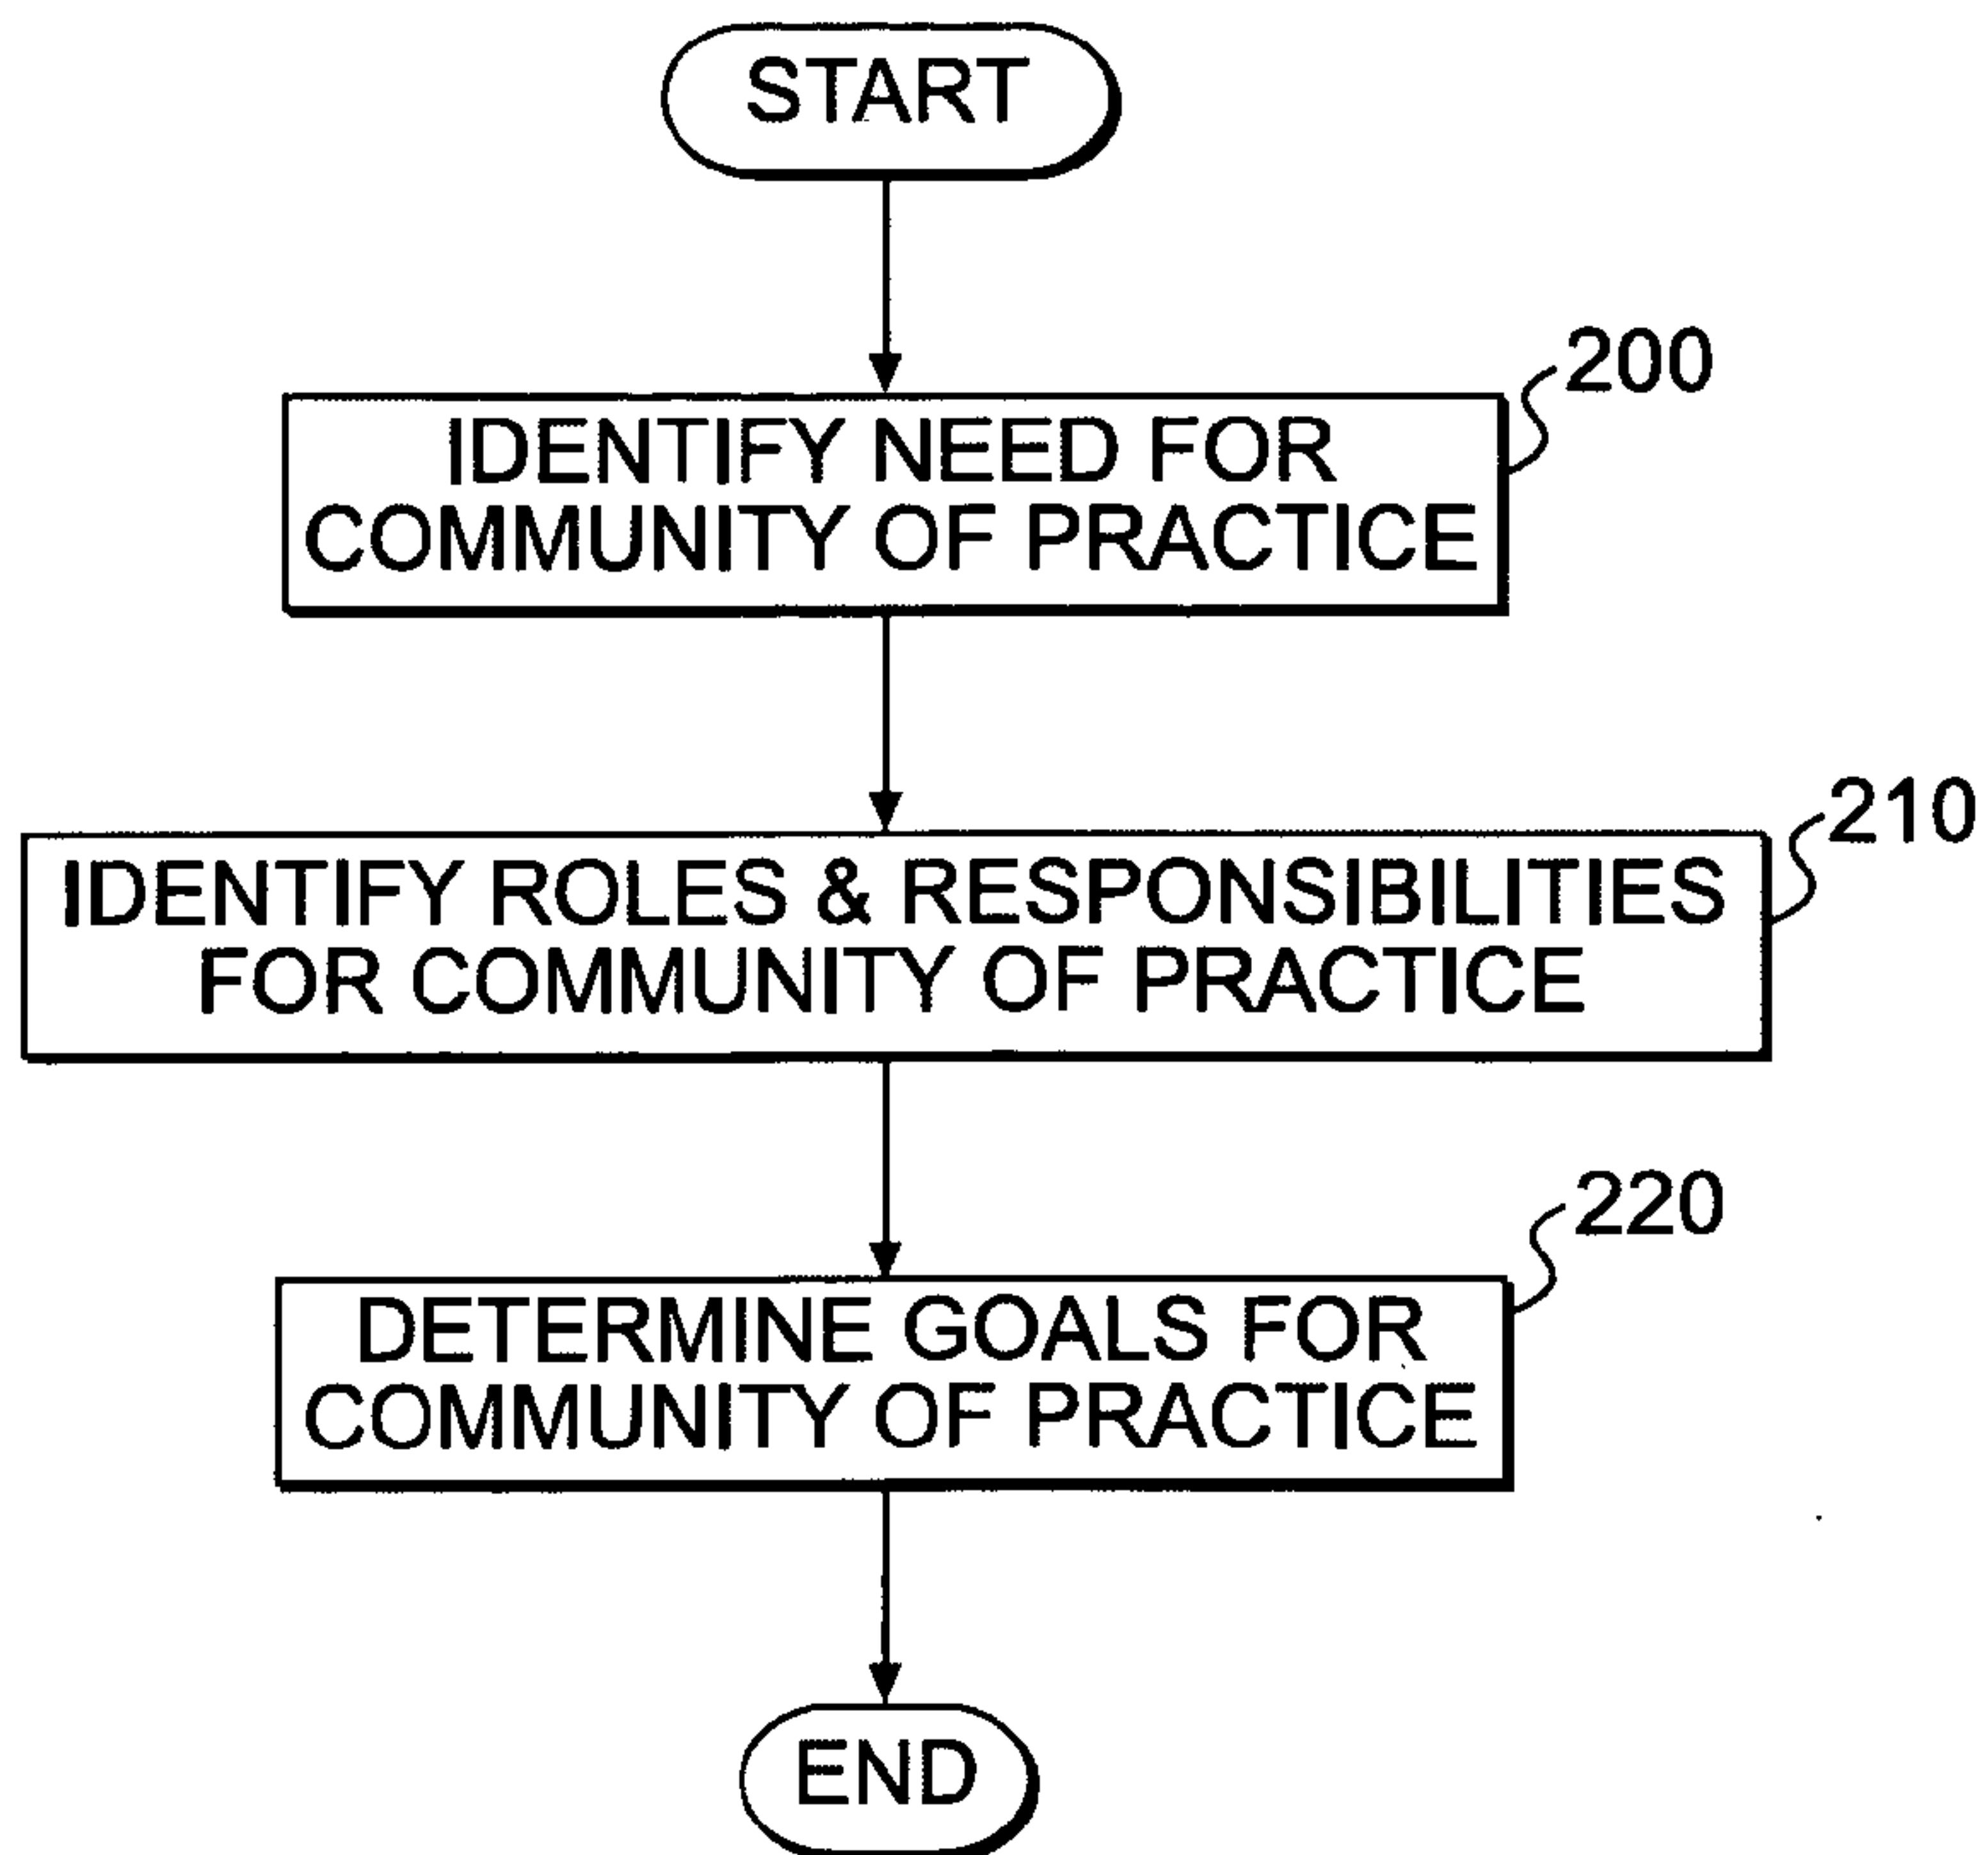 START
200
IDENTIFY NEED FOR
COMMUNITY OF PRACTICE
210
IDENTIFY ROLES & RESPONSIBILITIES
FOR COMMUNITY OF PRACTICE
220
DETERMINE GOALS FOR
COMMUNITY OF PRACTICE
END